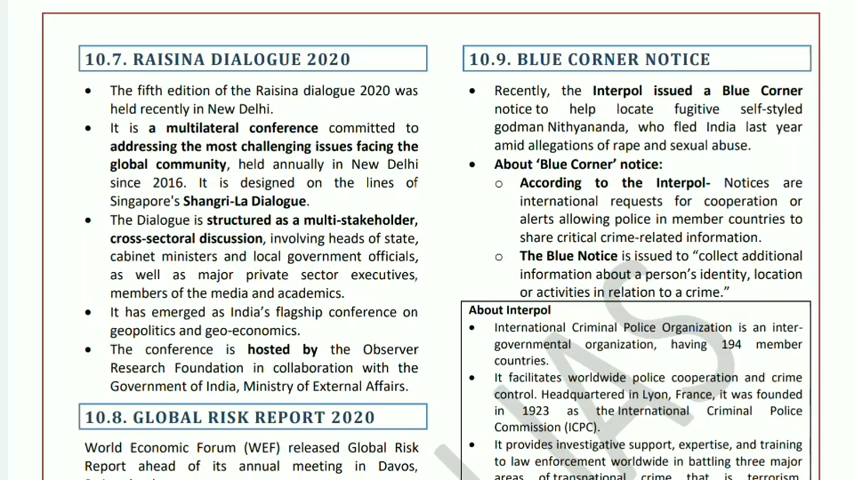 10.7. RAISINA DIALOGUE 2020
• The fifth edition of the Raisina dialogue 2020 was
held recently in New Delhi.
• It is a multilateral conference committed to
addressing the most challenging issues facing the
global community, held annually in New Delhi
since 2016. It is designed on the lines of
Singapore's Shangri-La Dialogue.
• The Dialogue is structured as a multi-stakeholder,
cross-sectoral discussion, involving heads of state,
cabinet ministers and local government officials,
as well as major private sector executives,
members of the media and academics.
• It has emerged as India's flagship conference on
geopolitics and geo-economics.
• The conference is hosted by the Observer
Research Foundation in collaboration with the
Government of India, Ministry of External Affairs.
10.8. GLOBAL RISK REPORT 2020
World Economic Forum (WEF) released Global Risk
Report ahead of its annual meeting in Davos,
10.9. BLUE CORNER NOTICE
• Recently, the Interpol issued a Blue Corner
notice to help locate fugitive self-styled
godman Nithyananda, who fled India last year
amid allegations of rape and sexual abuse.
• About 'Blue Corner' notice:
o According to the Interpol- Notices are
international requests for cooperation or
alerts allowing police in member countries to
share critical crime-related information.
o The Blue Notice is issued to "collect additional
information about a person's identity, location
or activities in relation to a crime."
About Interpol
• International Criminal Police Organization is an inter-
governmental organization, having 194 member
countries.
• It facilitates worldwide police cooperation and crime
control. Headquartered in Lyon, France, it was founded
in 1923 as the International Criminal Police
Commission (ICPC).
• It provides investigative support, expertise, and training
to law enforcement worldwide in battling three major
areas of transnational crime that is terrorism,
IAS